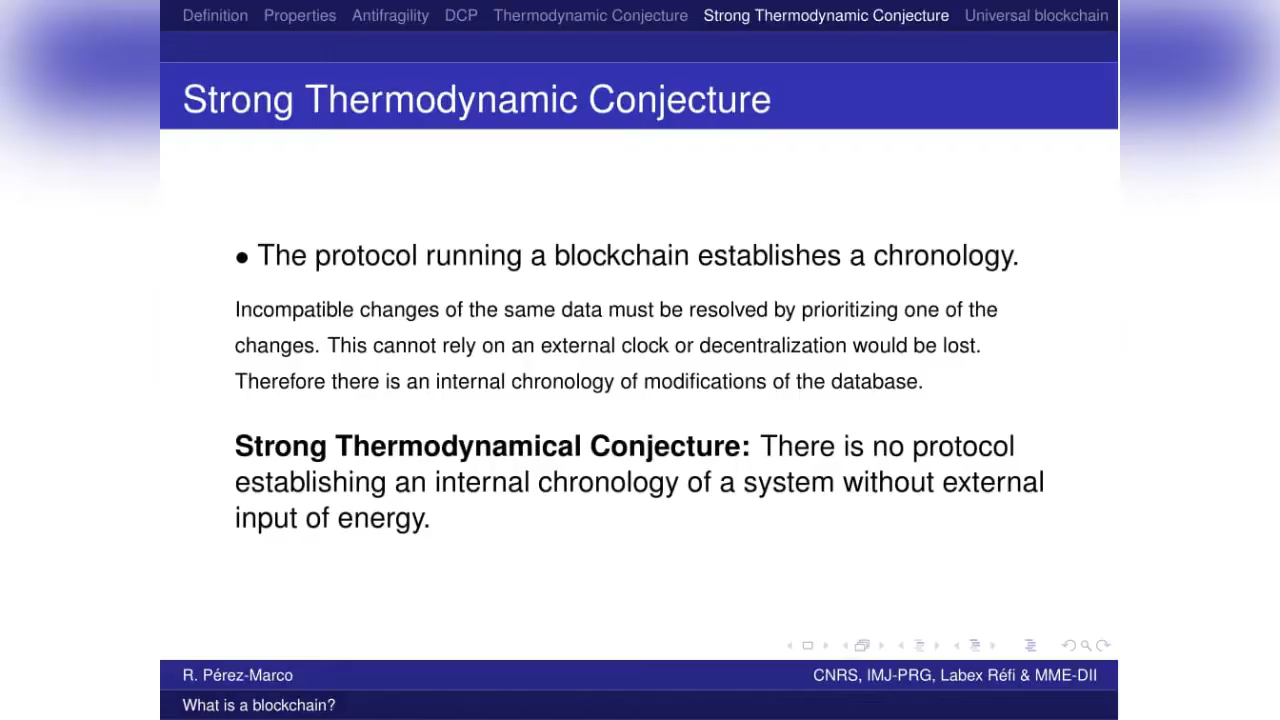 Definition Properties Antifragility DCP Thermodynamic Conjecture Strong Thermodynamic Conjecture Universal blockchain
Strong Thermodynamic Conjecture
• The protocol running a blockchain establishes a chronology.
Incompatible changes of the same data must be resolved by prioritizing one of the
changes. This cannot rely on an external clock or decentralization would be lost.
Therefore there is an internal chronology of modifications of the database.
Strong Thermodynamical Conjecture: There is no protocol
establishing an internal chronology of a system without external
input of energy.
R. Pérez-Marco CNRS, IMJ-PRG, Labex Réfi & MME-DII
What is a blockchain?